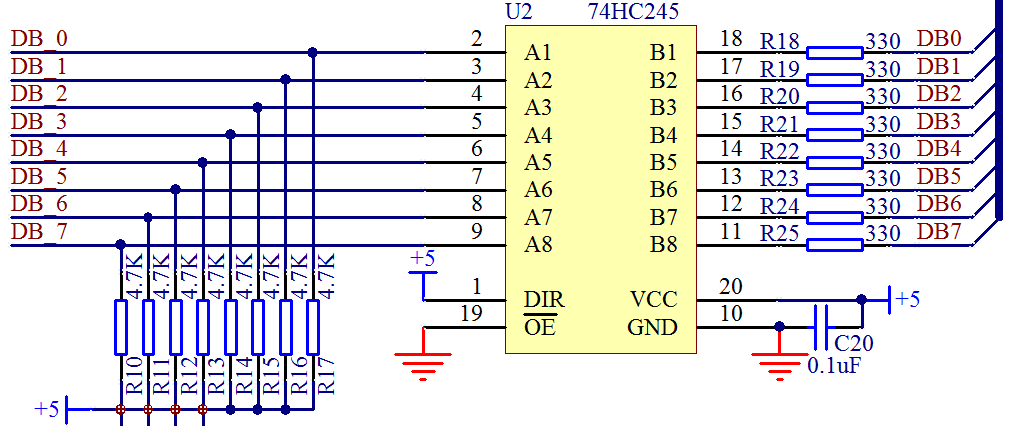 U2 74HC245
DB_0 2 A1 B1 18 R18 330 DB0
DB_1 3 A2 B2 17 R19 330 DB1
DB_2 4 A3 B3 16 R20 330 DB2
DB_3 5 A4 B4 15 R21 330 DB3
DB_4 6 A5 B5 14 R22 330 DB4
DB_5 7 A6 B6 13 R23 330 DB5
DB_6 8 A7 B7 12 R24 330 DB6
DB_7 9 A8 B8 11 R25 330 DB7
4.7K 4.7K 4.7K 4.7K 4.7K 4.7K 4.7K 4.7K
+5
1 DIR VCC 20 +5
19 OE GND 10
C20
0.1uF
R10 R11 R12 R13 R14 R15 R16 R17
+5